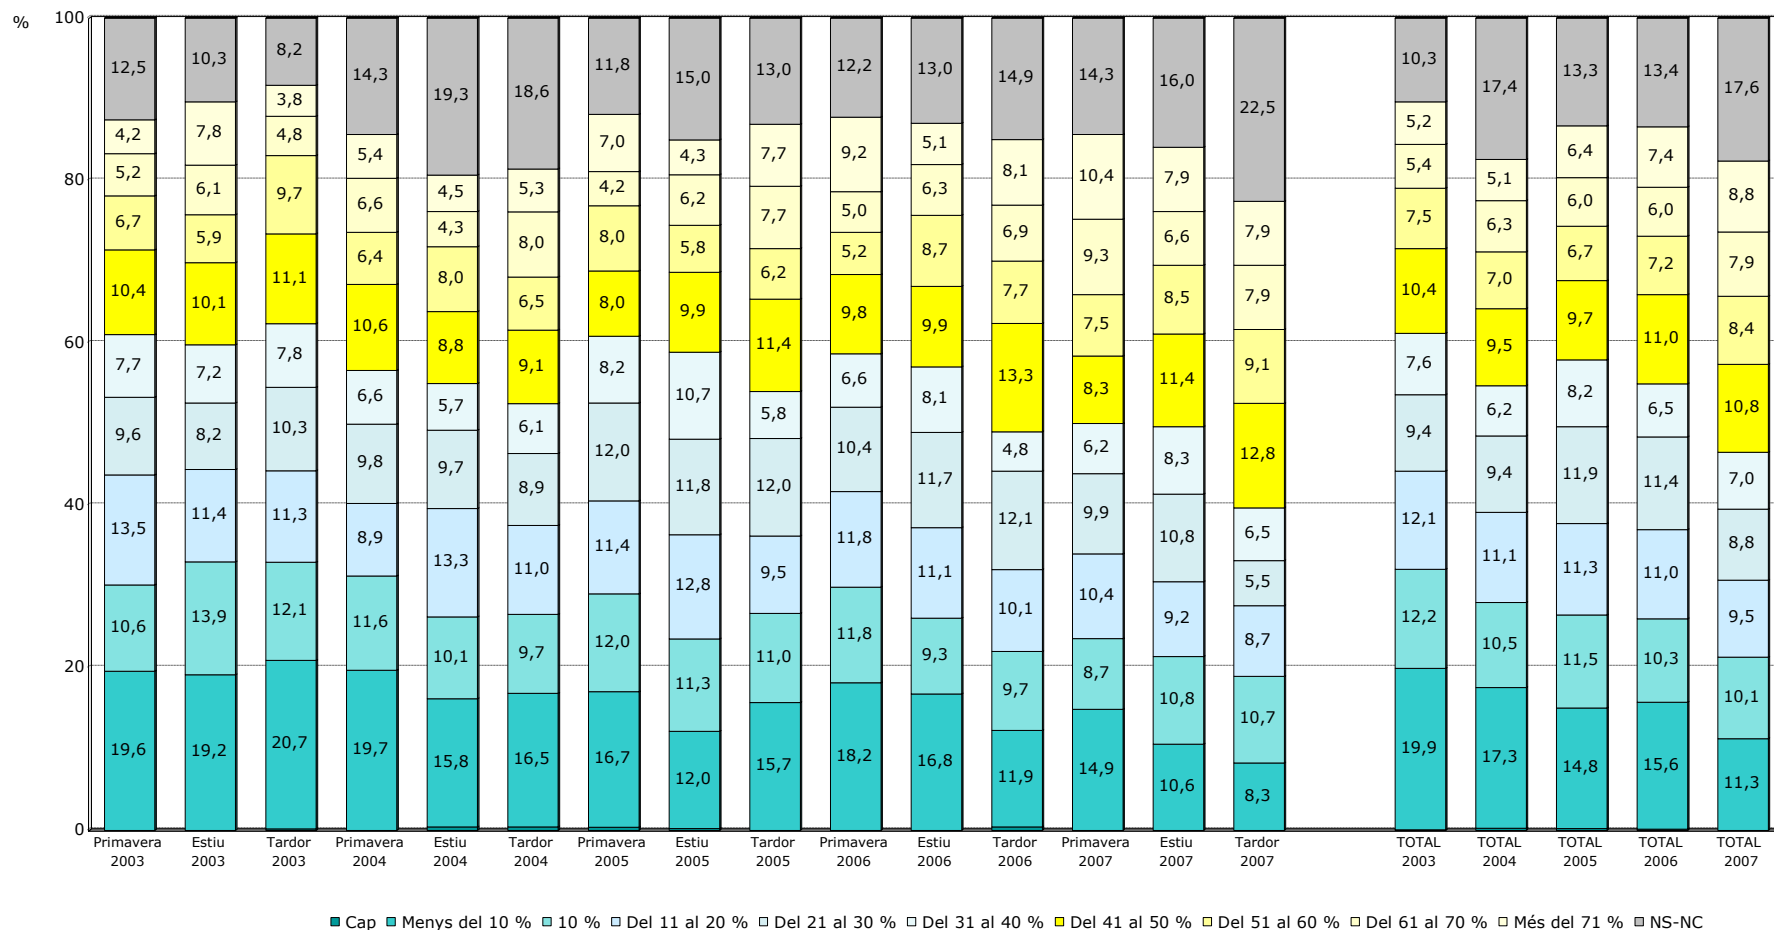 %
100
80
60
40
20
0
12,5 10,3 8,2 14,3 19,3 18,6 11,8 15,0 13,0 12,2 13,0 14,9 14,3 16,0 22,5 10,3 17,4 13,3 13,4 17,6
4,2 7,8 3,8 5,4 4,5 5,3 7,0 4,3 7,7 9,2 5,1 8,1 10,4 7,9 7,9 5,2 5,1 6,4 7,4 8,8
5,2 6,1 4,8 6,6 4,3 8,0 4,2 6,2 7,7 5,0 6,3 6,9 9,3 6,6 7,9 5,4 6,3 6,0 6,0 7,9
6,7 5,9 9,7 6,4 8,0 6,5 8,0 5,8 6,2 5,2 8,7 7,7 7,5 8,5 9,1 7,5 7,0 6,7 7,2 8,4
10,4 10,1 11,1 10,6 8,8 9,1 8,0 9,9 11,4 9,8 9,9 13,3 8,3 11,4 12,8 10,4 9,5 9,7 11,0 10,8
7,7 7,2 7,8 6,6 5,7 6,1 8,2 10,7 5,8 6,6 8,1 4,8 6,2 8,3 6,5 7,6 6,2 8,2 6,5 7,0
9,6 8,2 10,3 9,8 9,7 8,9 12,0 11,8 12,0 10,4 11,7 12,1 9,9 10,8 5,5 9,4 9,4 11,9 11,4 8,8
13,5 11,4 11,3 8,9 13,3 11,0 11,4 12,8 9,5 11,8 11,1 10,1 10,4 9,2 8,7 12,1 11,1 11,3 11,0 9,5
10,6 13,9 12,1 11,6 10,1 9,7 12,0 11,3 11,0 11,8 9,3 9,7 8,7 10,8 10,7 12,2 10,5 11,5 10,3 10,1
19,6 19,2 20,7 19,7 15,8 16,5 16,7 12,0 15,7 18,2 16,8 11,9 14,9 10,6 8,3 19,9 17,3 14,8 15,6 11,3
Primavera Estiu Tardor Primavera Estiu Tardor Primavera Estiu Tardor Primavera Estiu Tardor Primavera Estiu Tardor TOTAL TOTAL TOTAL TOTAL TOTAL
2003 2003 2003 2004 2004 2004 2005 2005 2005 2006 2006 2006 2007 2007 2007 2003 2004 2005 2006 2007
Cap Menys del 10 % 10 % Del 11 al 20 % Del 21 al 30 % Del 31 al 40 % Del 41 al 50 % Del 51 al 60 % Del 61 al 70 % Més del 71 % NS-NC